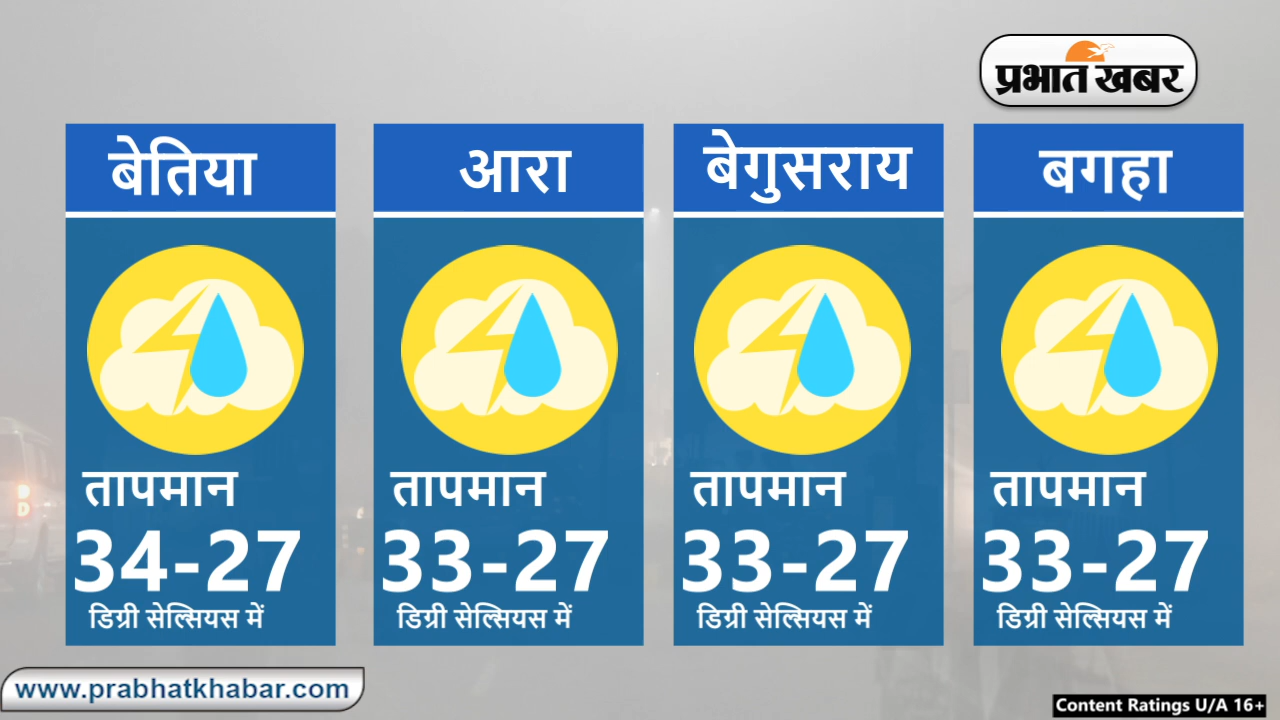 प्रभात खबर
बेतिया
तापमान
34-27
डिग्री सेल्सियस में
आरा
तापमान
33-27
डिग्री सेल्सियस में
बेगुसराय
तापमान
33-27
डिग्री सेल्सियस में
बगहा
तापमान
33-27
डिग्री सेल्सियस में
www.prabhatkhabar.com
Content Ratings U/A 16+